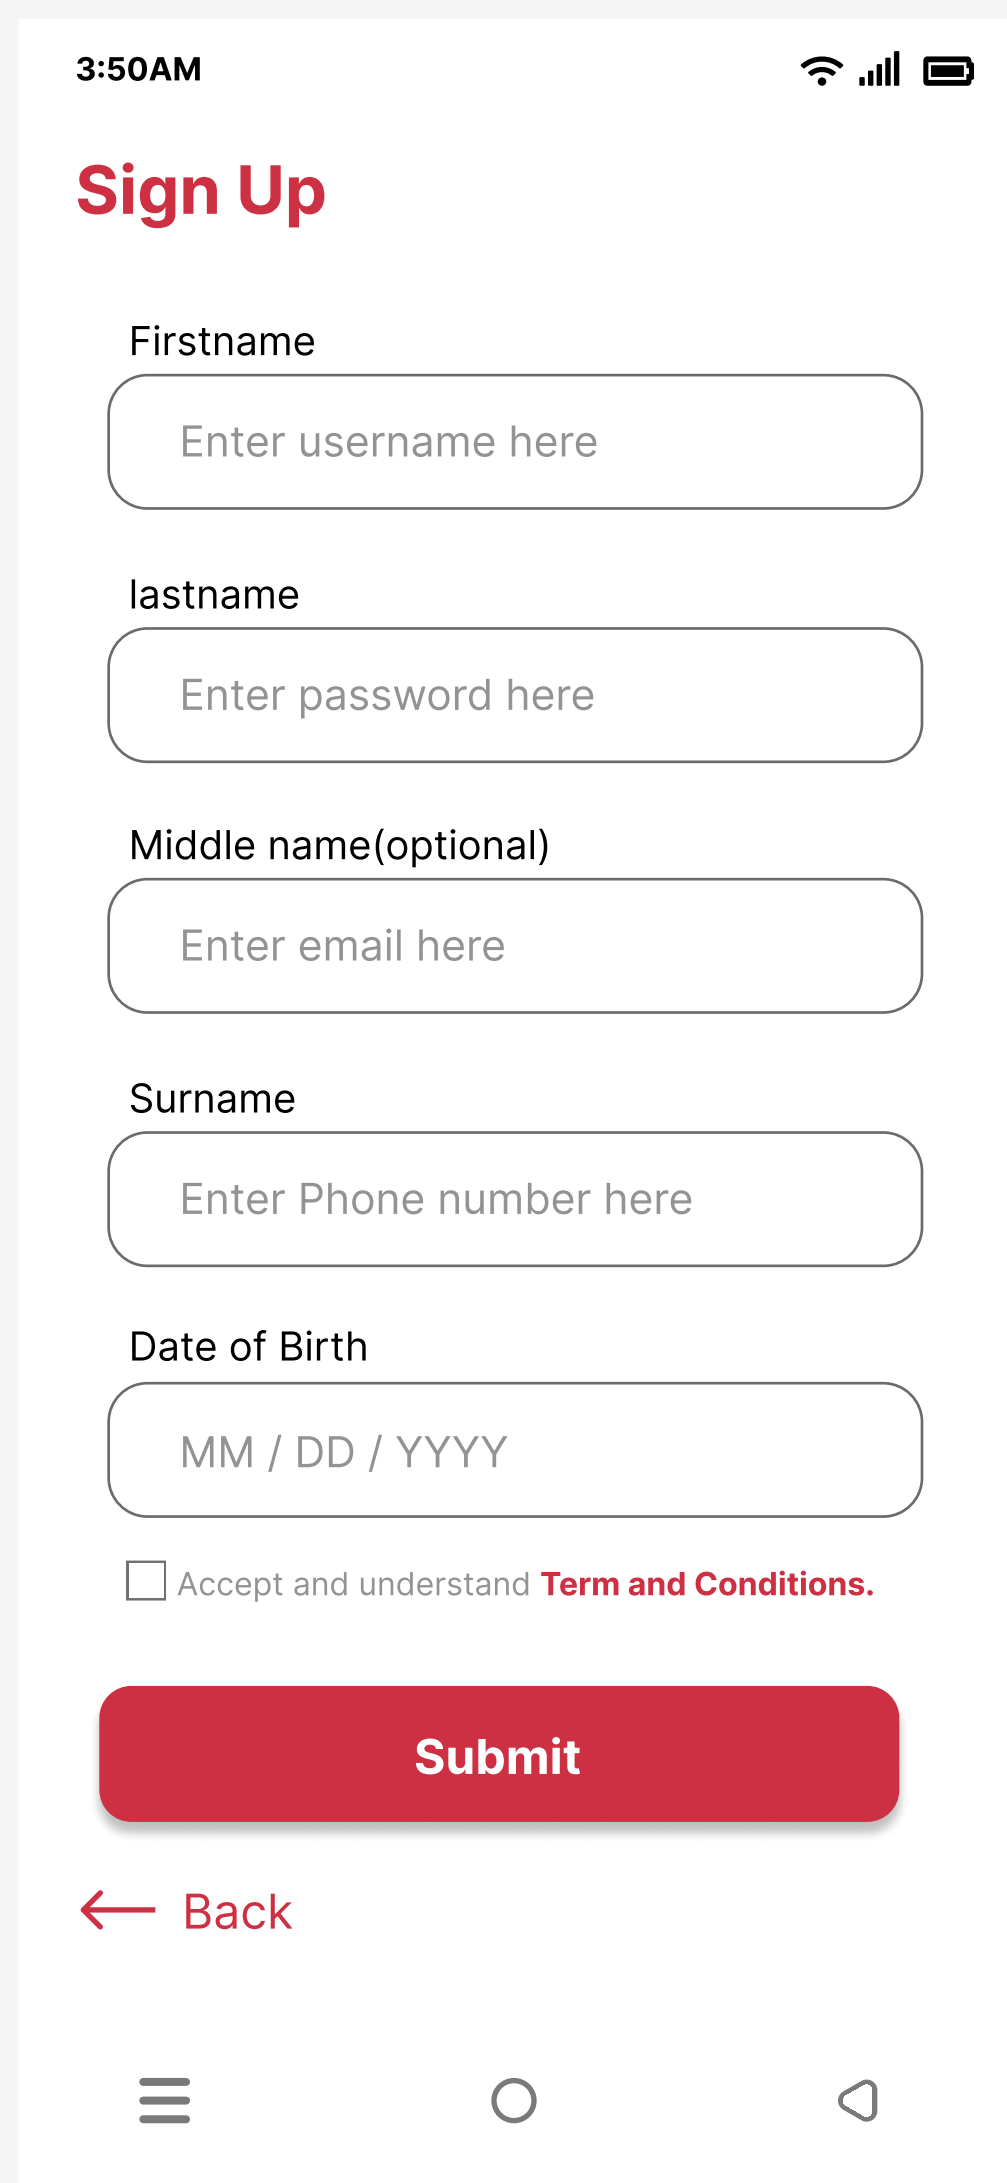 3:50AM
Sign Up
Firstname
Enter username here
lastname
Enter password here
Middle name(optional)
Enter email here
Surname
Enter Phone number here
Date of Birth
MM / DD / YYYY
Accept and understand Term and Conditions.
Submit
Back